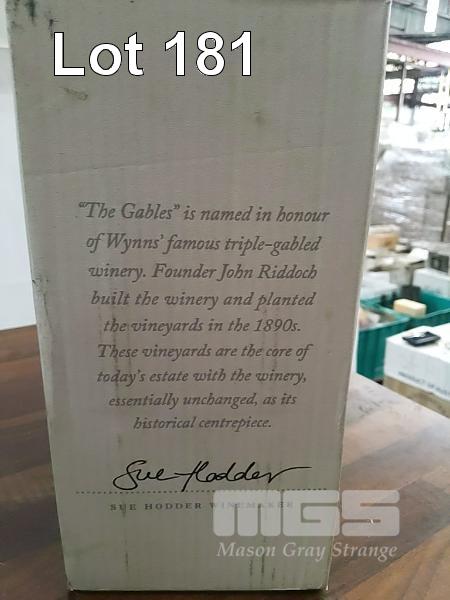 Lot 181
"The Gables" is named in honour
of Wynns' famous triple-gabled
winery. Founder John Riddoch
built the winery and planted
the vineyards in the 1890s.
These vineyards are the core of
today's estate with the winery,
essentially unchanged, as its
historical centrepiece.
Sue Hodder
SUE HODDER WINEMAKER
MGS
Mason Gray Strange